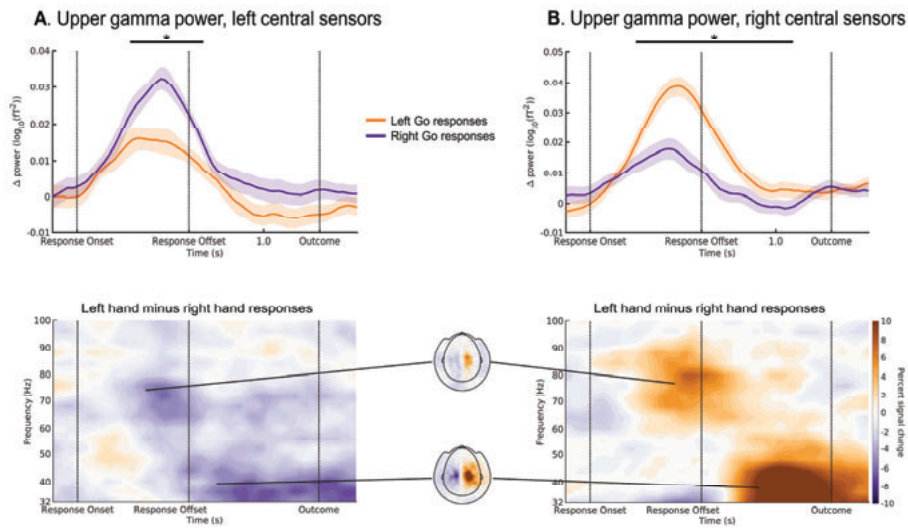 A. Upper gamma power, left central sensors
B. Upper gamma power, right central sensors
*
*
0.04
0.03
0.02
0.01
0
-0.01
Δ power (log10(fT²))
Response Onset
Response Offset
1.0
Outcome
Time (s)
Left Go responses
Right Go responses
0.05
0.04
0.03
0.02
0.01
0
-0.01
Δ power (log10(fT²))
Response Onset
Response Offset
1.0
Outcome
Time (s)
Left hand minus right hand responses
100
90
80
70
60
50
40
32
Fequency |Hz)
Response Onset
Response Offset
Outcome
Time (s)
Left hand minus right hand responses
100
90
80
70
60
50
40
32
Fequency |Hz)
Response Onset
Response Offset
Outcome
Time (s)
10
8
6
4
2
0
-2
-4
-6
-8
-10
Percent signal change